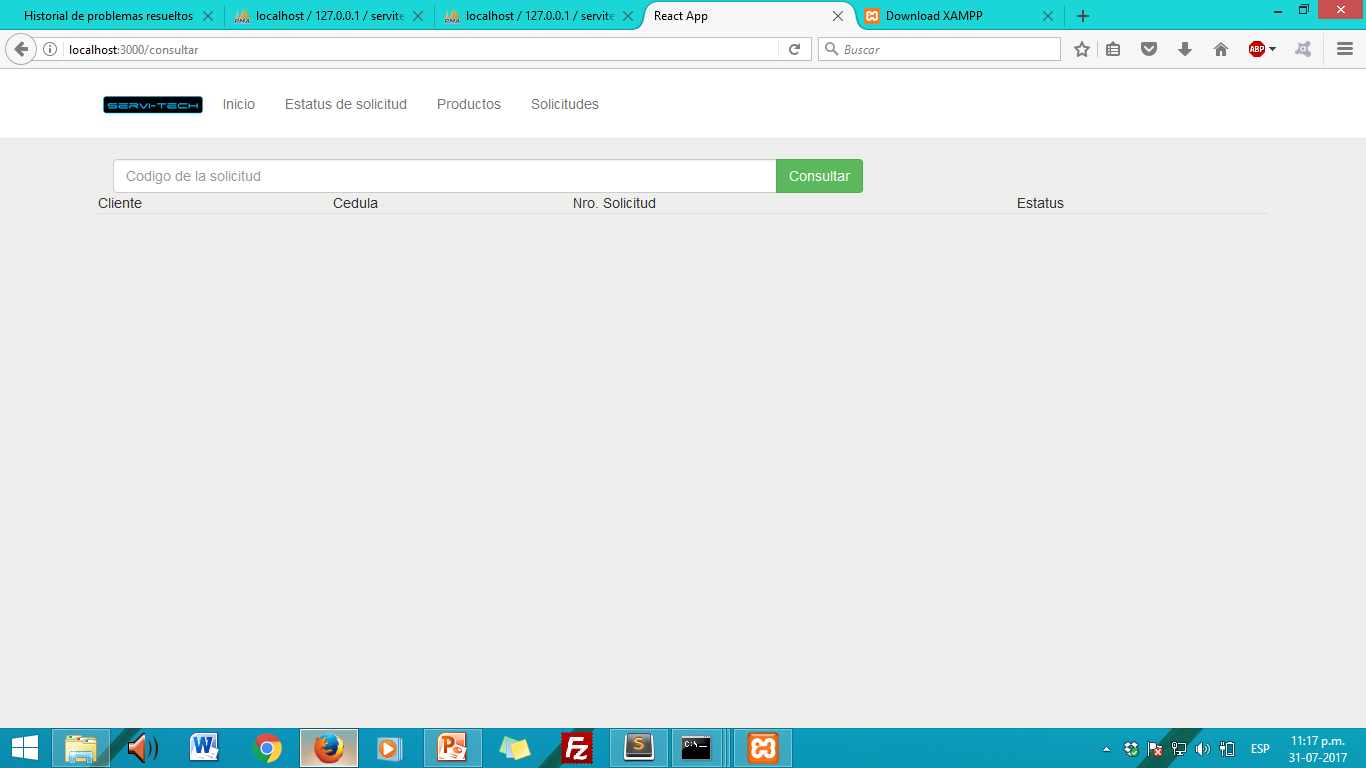 Historial de problemas resueltos
localhost / 127.0.0.1 / servite
localhost / 127.0.0.1 / servite
React App
Download XAMPP
localhost:3000/consultar
Buscar
ABP
SERVI-TECH
Inicio
Estatus de solicitud
Productos
Solicitudes
Codigo de la solicitud
Consultar
Cliente
Cedula
Nro. Solicitud
Estatus
ESP
11:17 p.m.
31-07-2017